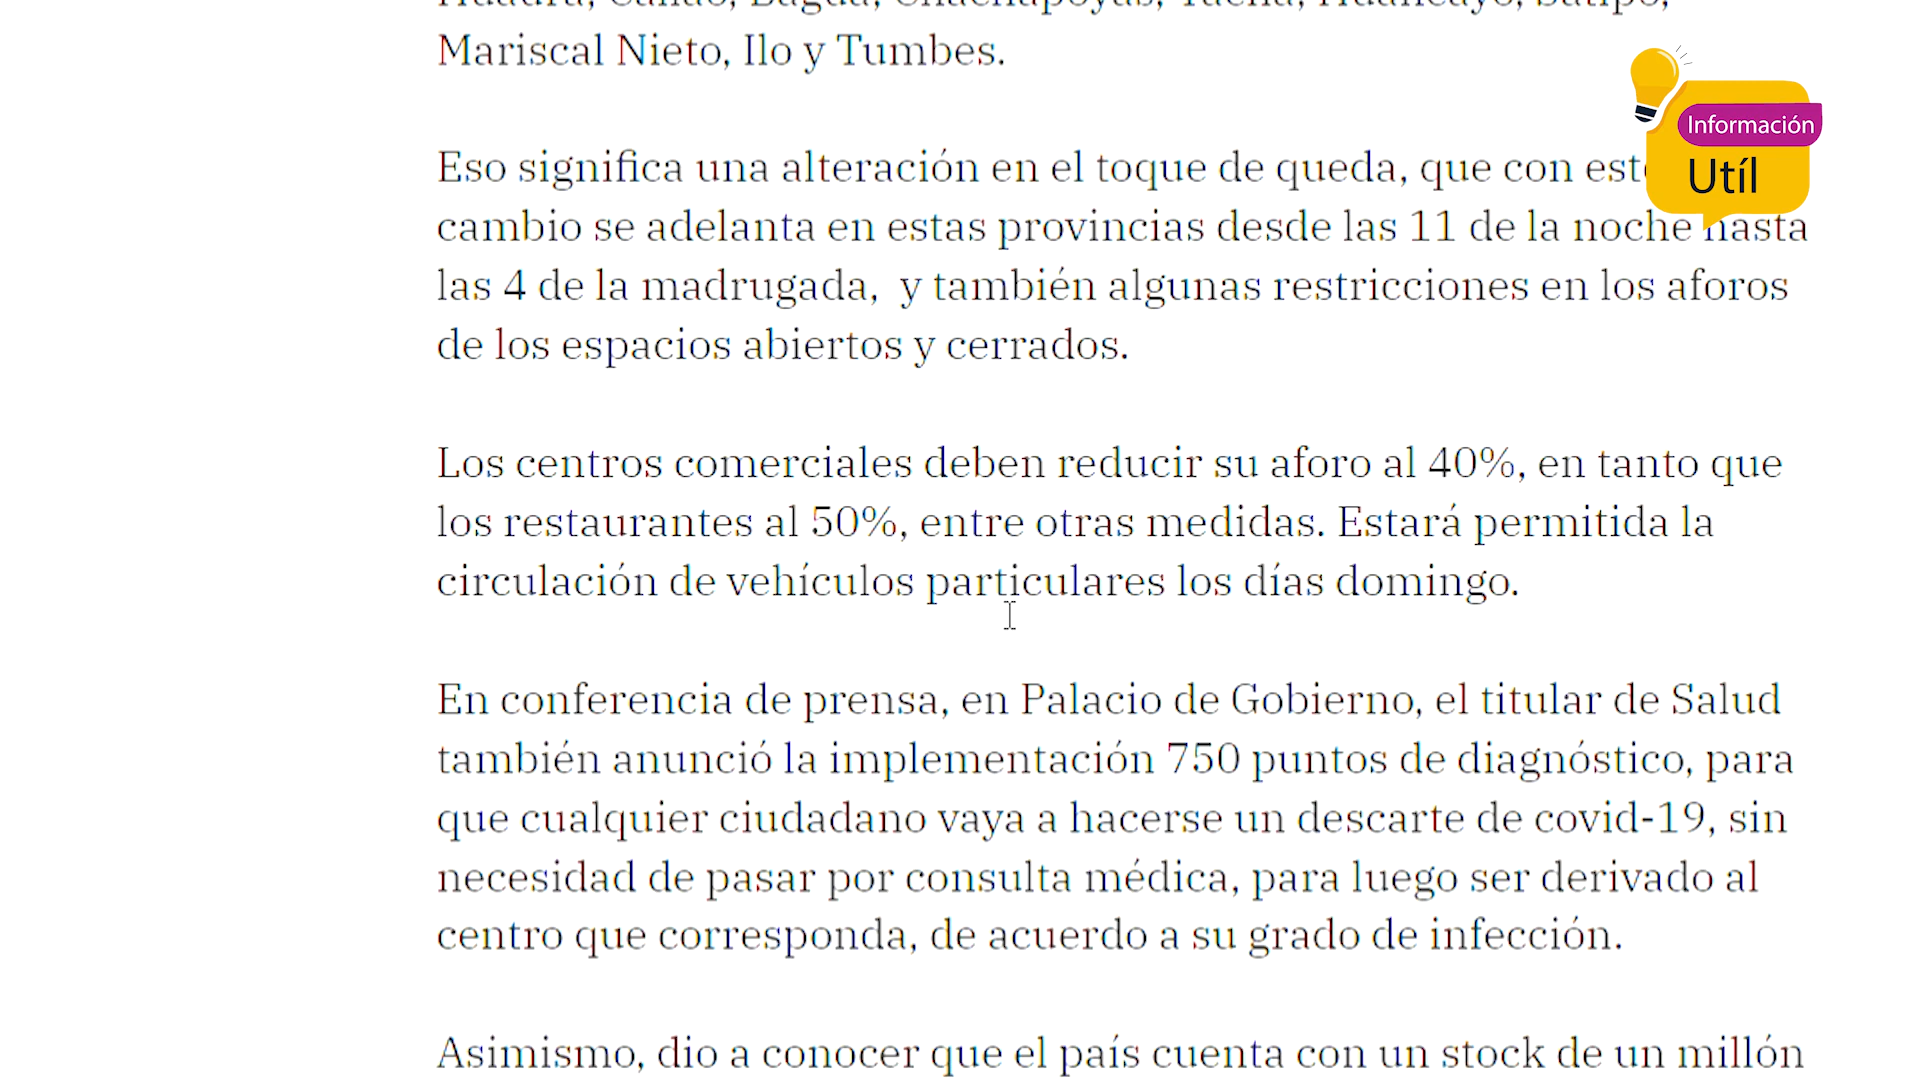 Huaura, Callao, Bagua, Chachapoyas, Tacna, Huancayo, Satipo,
Mariscal Nieto, Ilo y Tumbes.
Información
Utíl
Eso significa una alteración en el toque de queda, que con
cambio se adelanta en estas provincias desde las 11 de la noche hasta
las 4 de la madrugada, y también algunas restricciones en los aforos
de los espacios abiertos y cerrados.
Los centros comerciales deben reducir su aforo al 40%, en tanto que
los restaurantes al 50%, entre otras medidas. Estará permitida la
circulación de vehículos particulares los días domingo.
En conferencia de prensa, en Palacio de Gobierno, el titular de Salud
también anunció la implementación 750 puntos de diagnóstico, para
que cualquier ciudadano vaya a hacerse un descarte de covid-19, sin
necesidad de pasar por consulta médica, para luego ser derivado al
centro que corresponda, de acuerdo a su grado de infección.
Asimismo, dio a conocer que el país cuenta con un stock de un millón